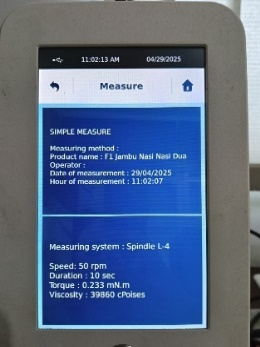 11:02:13 AM 04/29/2025
Measure
SIMPLE MEASURE
Measuring method :
Product name : F1 Jambu Nasi Nasi Dua
Operator :
Date of measurement : 29/04/2025
Hour of measurement : 11:02:07
Measuring system : Spindle L-4
Speed: 50 rpm
Duration : 10 sec
Torque : 0.233 mN.m
Viscosity : 39860 cPoises